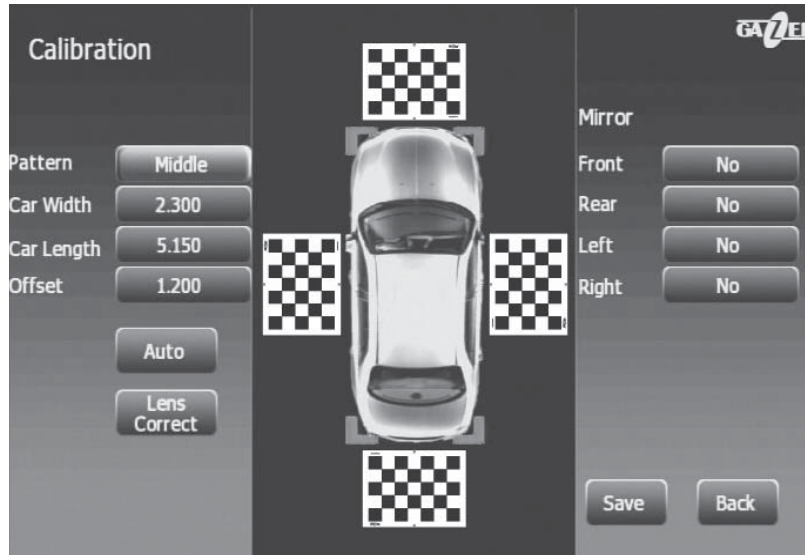 Calibration
Pattern Middle
Car Width 2.300
Car Length 5.150
Offset 1.200
Auto
Lens
Correct
Mirror
Front No
Rear No
Left No
Right No
Save Back